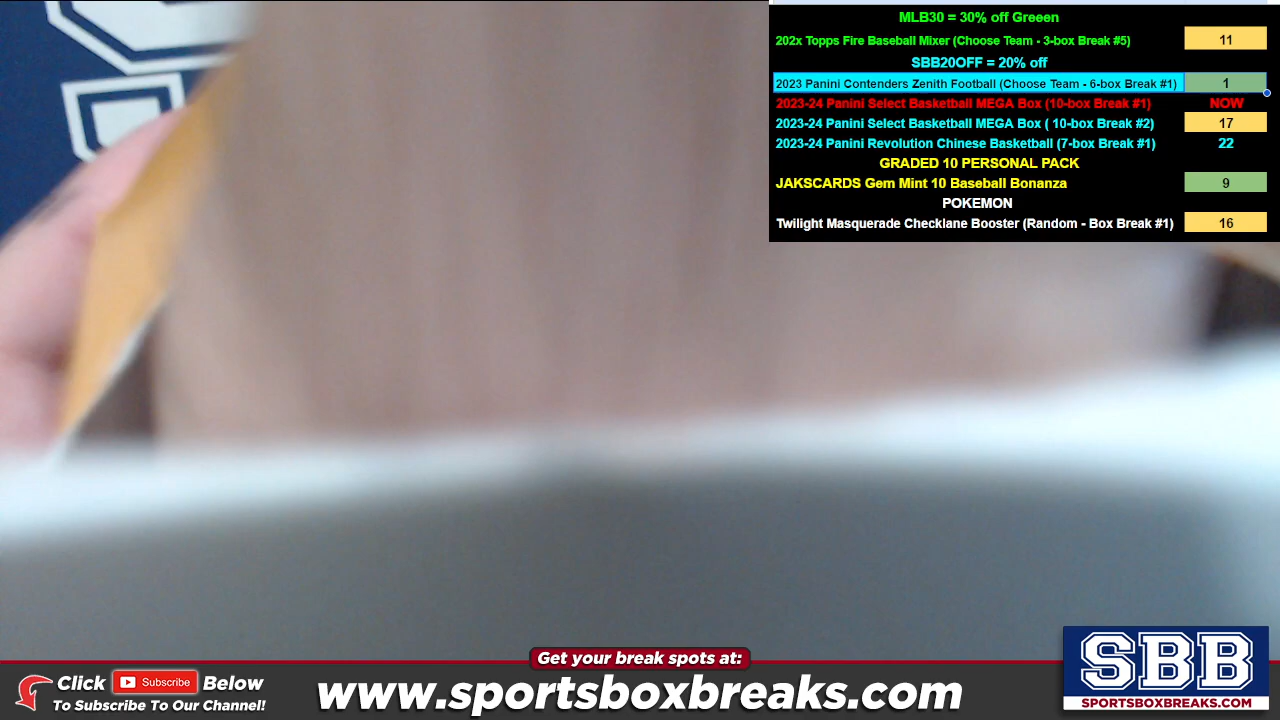 MLB30 = 30% off Greeen
202x Topps Fire Baseball Mixer (Choose Team - 3-box Break #5) 11
SBB20OFF = 20% off
2023 Panini Contenders Zenith Football (Choose Team - 6-box Break #1) 1
2023-24 Panini Select Basketball MEGA Box (10-box Break #1) NOW
2023-24 Panini Select Basketball MEGA Box ( 10-box Break #2) 17
2023-24 Panini Revolution Chinese Basketball (7-box Break #1) 22
GRADED 10 PERSONAL PACK
JAKSCARDS Gem Mint 10 Baseball Bonanza 9
POKEMON
Twilight Masquerade Checklane Booster (Random - Box Break #1) 16
Get your break spots at:
Click Subscribe Below
To Subscribe To Our Channel!
www.sportsboxbreaks.com
SBB
SPORTSBOXBREAKS.COM